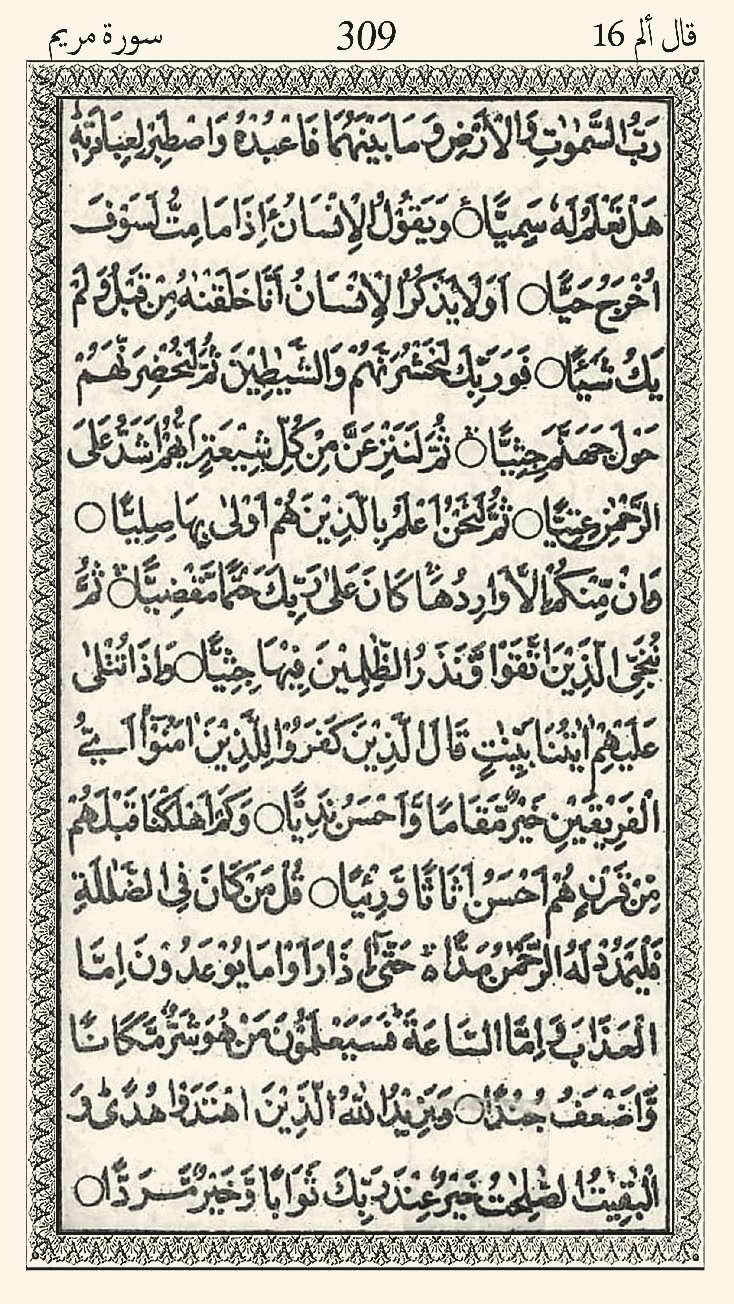 قال ألم 16 309 سورة مريم
رَبُّ السَّمٰوٰتِ وَالْاَرْضِ وَمَا بَيْنَهُمَا فَاعْبُدْهُ وَاصْطَبِرْ لِعِبَادَتِهٖ
هَلْ تَعْلَمُ لَهٗ سَمِيًّا ۝ وَيَقُوْلُ الْاِنْسَانُ ءَاِذَا مَا مِتُّ لَسَوْفَ
اُخْرَجُ حَيًّا ۝ اَوَلَا يَذْكُرُ الْاِنْسَانُ اَنَّا خَلَقْنٰهُ مِنْ قَبْلُ وَلَمْ
يَكُ شَيْـًٔا ۝ فَوَرَبِّكَ لَنَحْشُرَنَّهُمْ وَالشَّيٰطِيْنَ ثُمَّ لَنُحْضِرَنَّهُمْ
حَوْلَ جَهَنَّمَ جِثِيًّا ۝ ثُمَّ لَنَنْزِعَنَّ مِنْ كُلِّ شِيْعَةٍ اَيُّهُمْ اَشَدُّ عَلَى
الرَّحْمٰنِ عِتِيًّا ۝ ثُمَّ لَنَحْنُ اَعْلَمُ بِالَّذِيْنَ هُمْ اَوْلٰى بِهَا صِلِيًّا ۝
وَاِنْ مِّنْكُمْ اِلَّا وَارِدُهَا كَانَ عَلٰى رَبِّكَ حَتْمًا مَّقْضِيًّا ۝ ثُمَّ
نُنَجِّى الَّذِيْنَ اتَّقَوْا وَّنَذَرُ الظّٰلِمِيْنَ فِيْهَا جِثِيًّا ۝ وَاِذَا تُتْلٰى
عَلَيْهِمْ اٰيٰتُنَا بَيِّنٰتٍ قَالَ الَّذِيْنَ كَفَرُوْا لِلَّذِيْنَ اٰمَنُوْٓا اَيُّ
الْفَرِيْقَيْنِ خَيْرٌ مَّقَامًا وَّاَحْسَنُ نَدِيًّا ۝ وَكَمْ اَهْلَكْنَا قَبْلَهُمْ
مِّنْ قَرْنٍ هُمْ اَحْسَنُ اَثَاثًا وَّرِءْيًا ۝ قُلْ مَنْ كَانَ فِى الضَّلٰلَةِ
فَلْيَمْدُدْ لَهُ الرَّحْمٰنُ مَدًّا ۝ حَتّٰٓى اِذَا رَاَوْا مَا يُوْعَدُوْنَ اِمَّا
الْعَذَابَ وَاِمَّا السَّاعَةَ فَسَيَعْلَمُوْنَ مَنْ هُوَ شَرٌّ مَّكَانًا
وَّاَضْعَفُ جُنْدًا ۝ وَيَزِيْدُ اللّٰهُ الَّذِيْنَ اهْتَدَوْا هُدًى وَ
الْبٰقِيٰتُ الصّٰلِحٰتُ خَيْرٌ عِنْدَ رَبِّكَ ثَوَابًا وَّخَيْرٌ مَّرَدًّا ۝